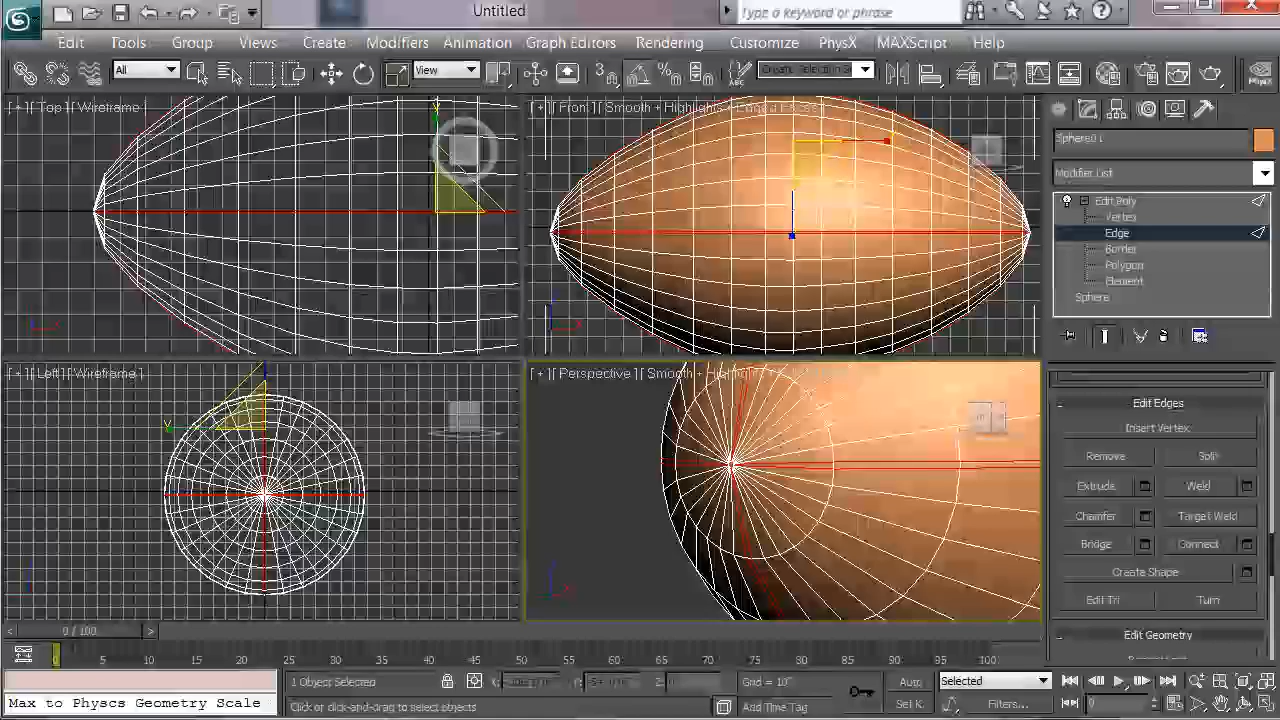 Untitled
Type a keyword or phrase
Edit Tools Group Views Create Modifiers Animation Graph Editors Rendering Customize PhysX MAXScript Help
All View
[ + ] [ Top ] [ Wireframe ]
[ + ] [ Front ] [ Smooth + Highlights + Edged Faces ]
Modifier List
Edit Poly
Vertex
Edge
Border
Polygon
Element
Sphere
[ + ] [ Left ] [ Wireframe ]
[ + ] [ Perspective ] [ Smooth +
Edit Edges
Insert Vertex
Remove Split
Extrude Weld
Chamfer Target Weld
Bridge Connect
Create Shape
Edit Tri Turn
Edit Geometry
< 0 / 100 >
0 5 10 15 20 25 30 35 40 45 50 55 60 65 70 75 80 85 90 95 100
1 Object Selected X: Y: Z: Grid = 10" Auto Selected
Max to Physcs Geometry Scale Click or click-and-drag to select objects Add Time Tag Set K. Filters... 0